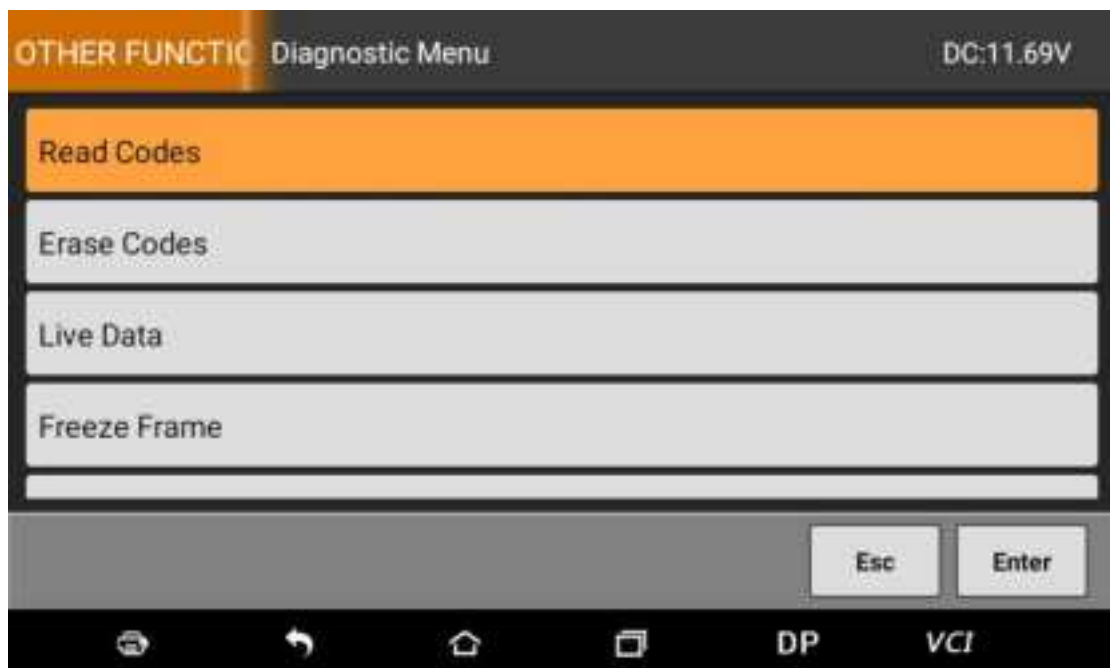 OTHER FUNCTIC Diagnostic Menu DC:11.69V
Read Codes
Erase Codes
Live Data
Freeze Frame
Esc Enter
DP VCI